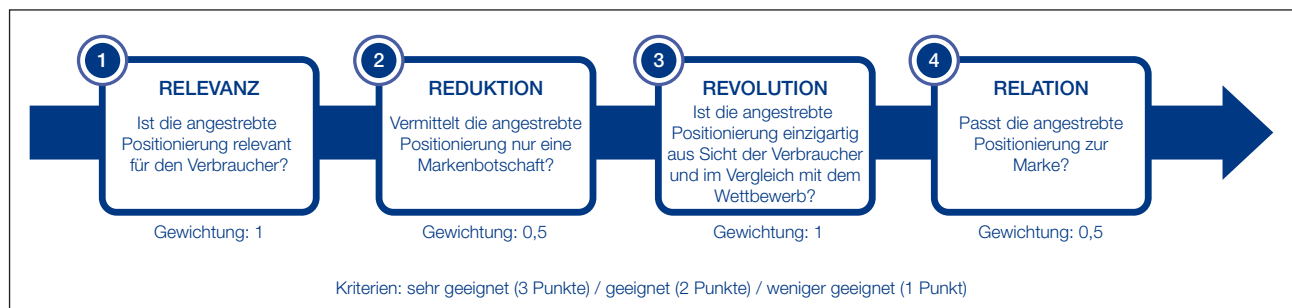 1
RELEVANZ
Ist die angestrebte
Positionierung relevant
für den Verbraucher?
Gewichtung: 1
2
REDUKTION
Vermittelt die angestrebte
Positionierung nur eine
Markenbotschaft?
Gewichtung: 0,5
3
REVOLUTION
Ist die angestrebte
Positionierung einzigartig
aus Sicht der Verbraucher
und im Vergleich mit dem
Wettbewerb?
Gewichtung: 1
4
RELATION
Passt die angestrebte
Positionierung zur
Marke?
Gewichtung: 0,5
Kriterien: sehr geeignet (3 Punkte) / geeignet (2 Punkte) / weniger geeignet (1 Punkt)